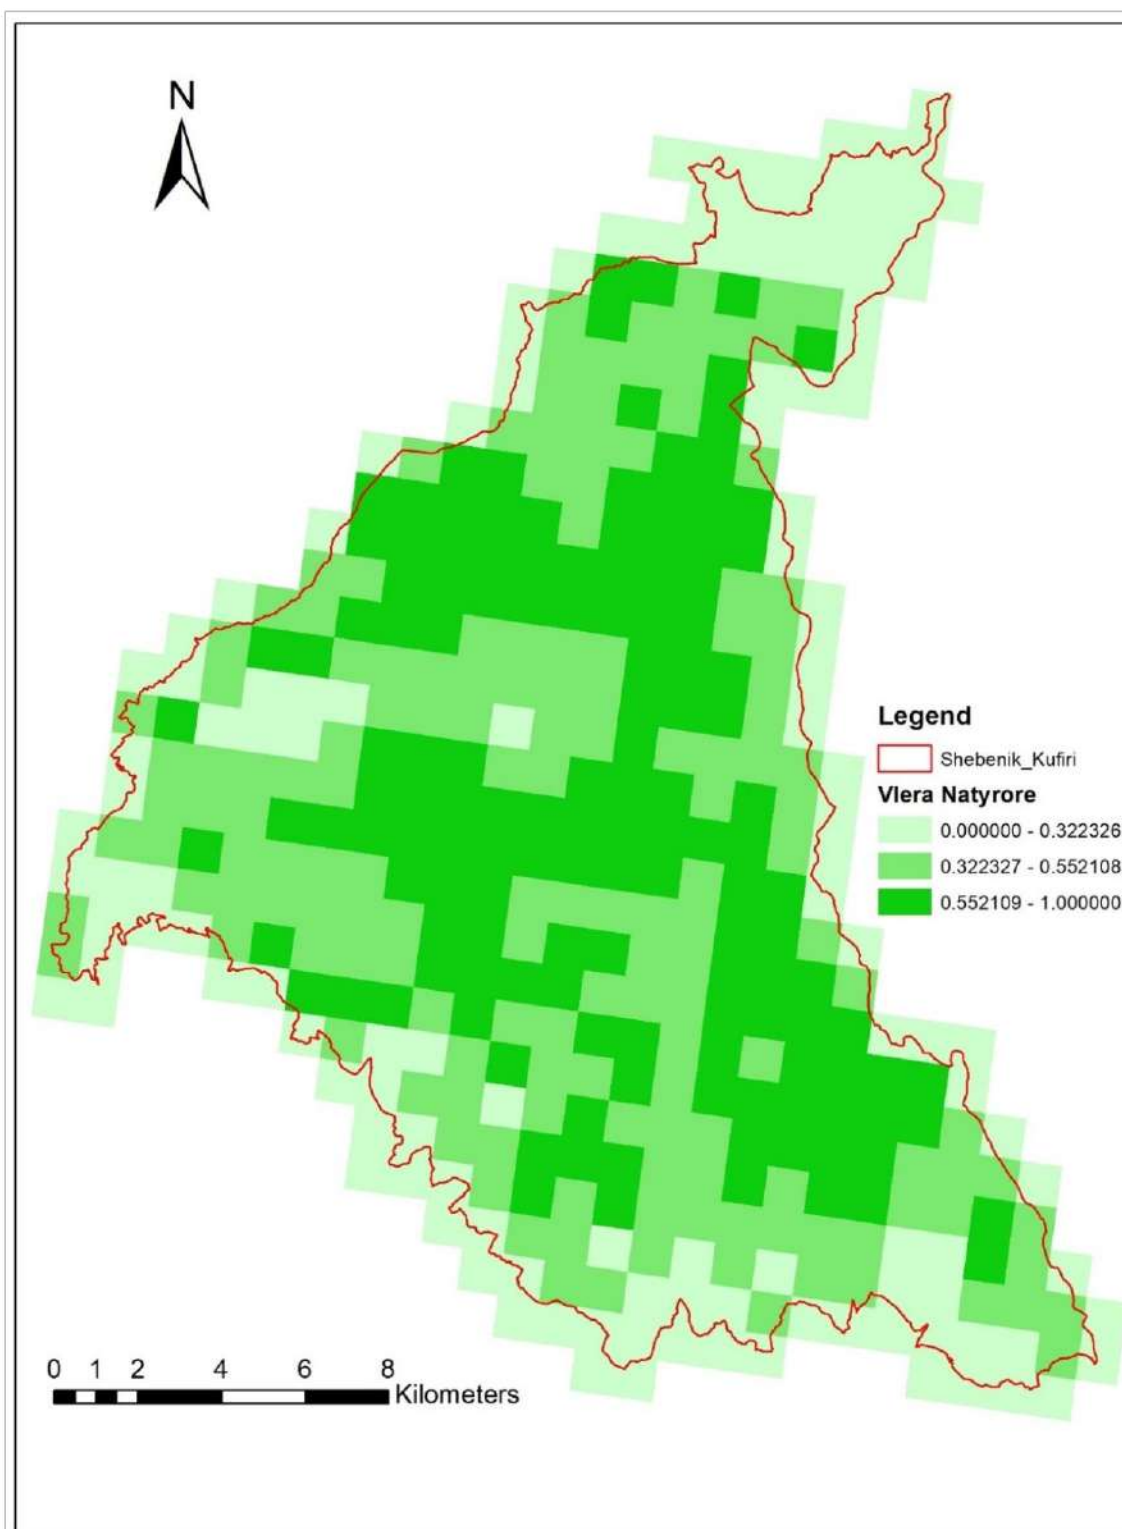 N
Legend
Shebenik_Kufiri
Vlera Natyrore
0.000000 - 0.322326
0.322327 - 0.552108
0.552109 - 1.000000
0 1 2 4 6 8
Kilometers